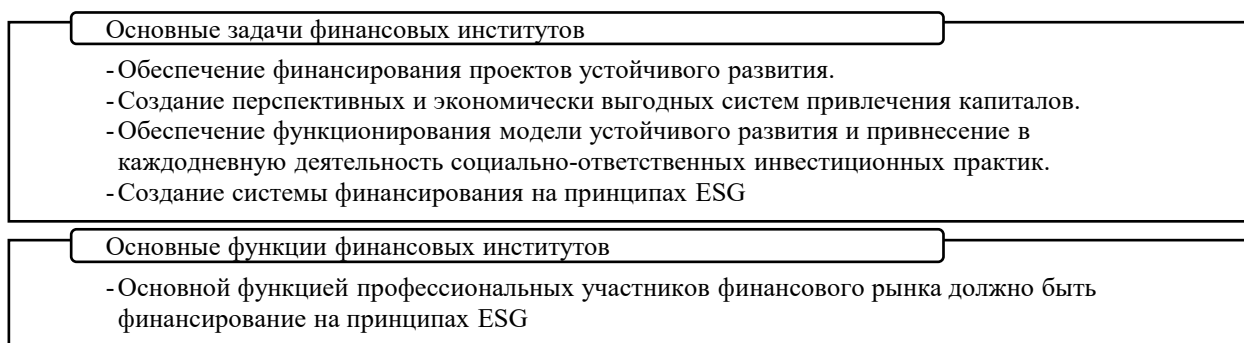 Основные задачи финансовых институтов
-Обеспечение финансирования проектов устойчивого развития.
-Создание перспективных и экономически выгодных систем привлечения капиталов.
-Обеспечение функционирования модели устойчивого развития и привнесение в
каждодневную деятельность социально-ответственных инвестиционных практик.
-Создание системы финансирования на принципах ESG
Основные функции финансовых институтов
-Основной функцией профессиональных участников финансового рынка должно быть
финансирование на принципах ESG